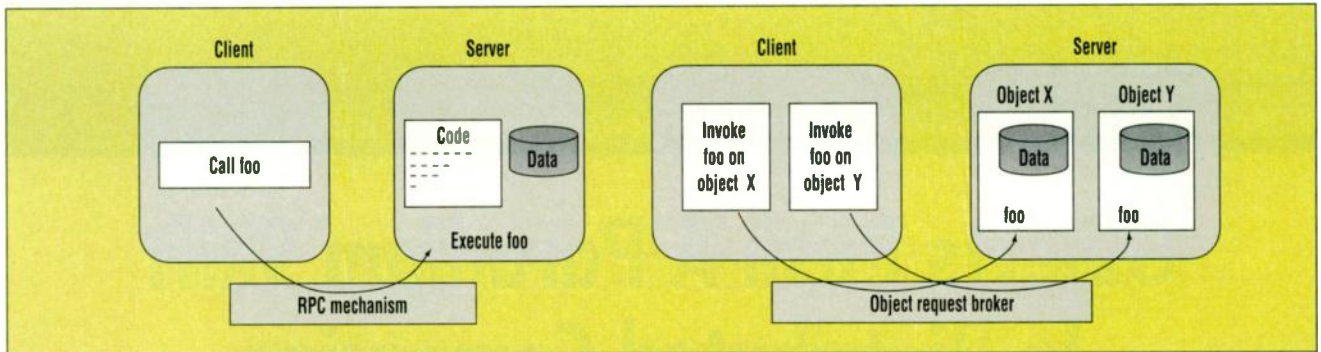 Client
Server
Call foo
Code
Data
Execute foo
RPC mechanism
Client
Server
Invoke
foo on
object X
Invoke
foo on
object Y
Object X
Object Y
Data
Data
foo
foo
Object request broker